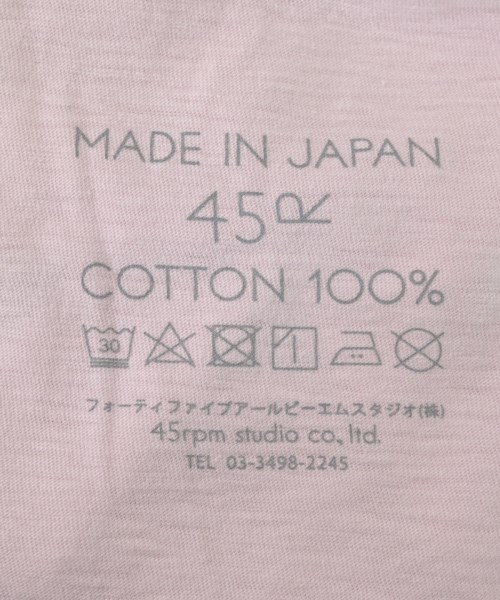 MADE IN JAPAN
45R
COTTON 100%
30
フォーティファイブアールピーエムスタジオ(株)
45rpm studio co., ltd.
TEL 03-3498-2245